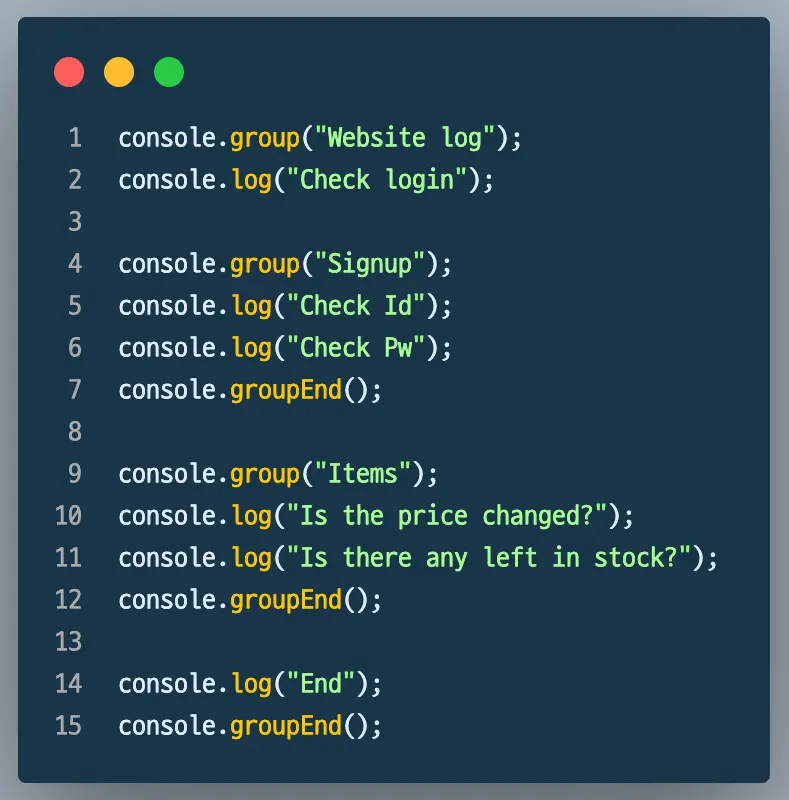 1 console.group("Website log");
2 console.log("Check login");
3
4 console.group("Signup");
5 console.log("Check Id");
6 console.log("Check Pw");
7 console.groupEnd();
8
9 console.group("Items");
10 console.log("Is the price changed?");
11 console.log("Is there any left in stock?");
12 console.groupEnd();
13
14 console.log("End");
15 console.groupEnd();